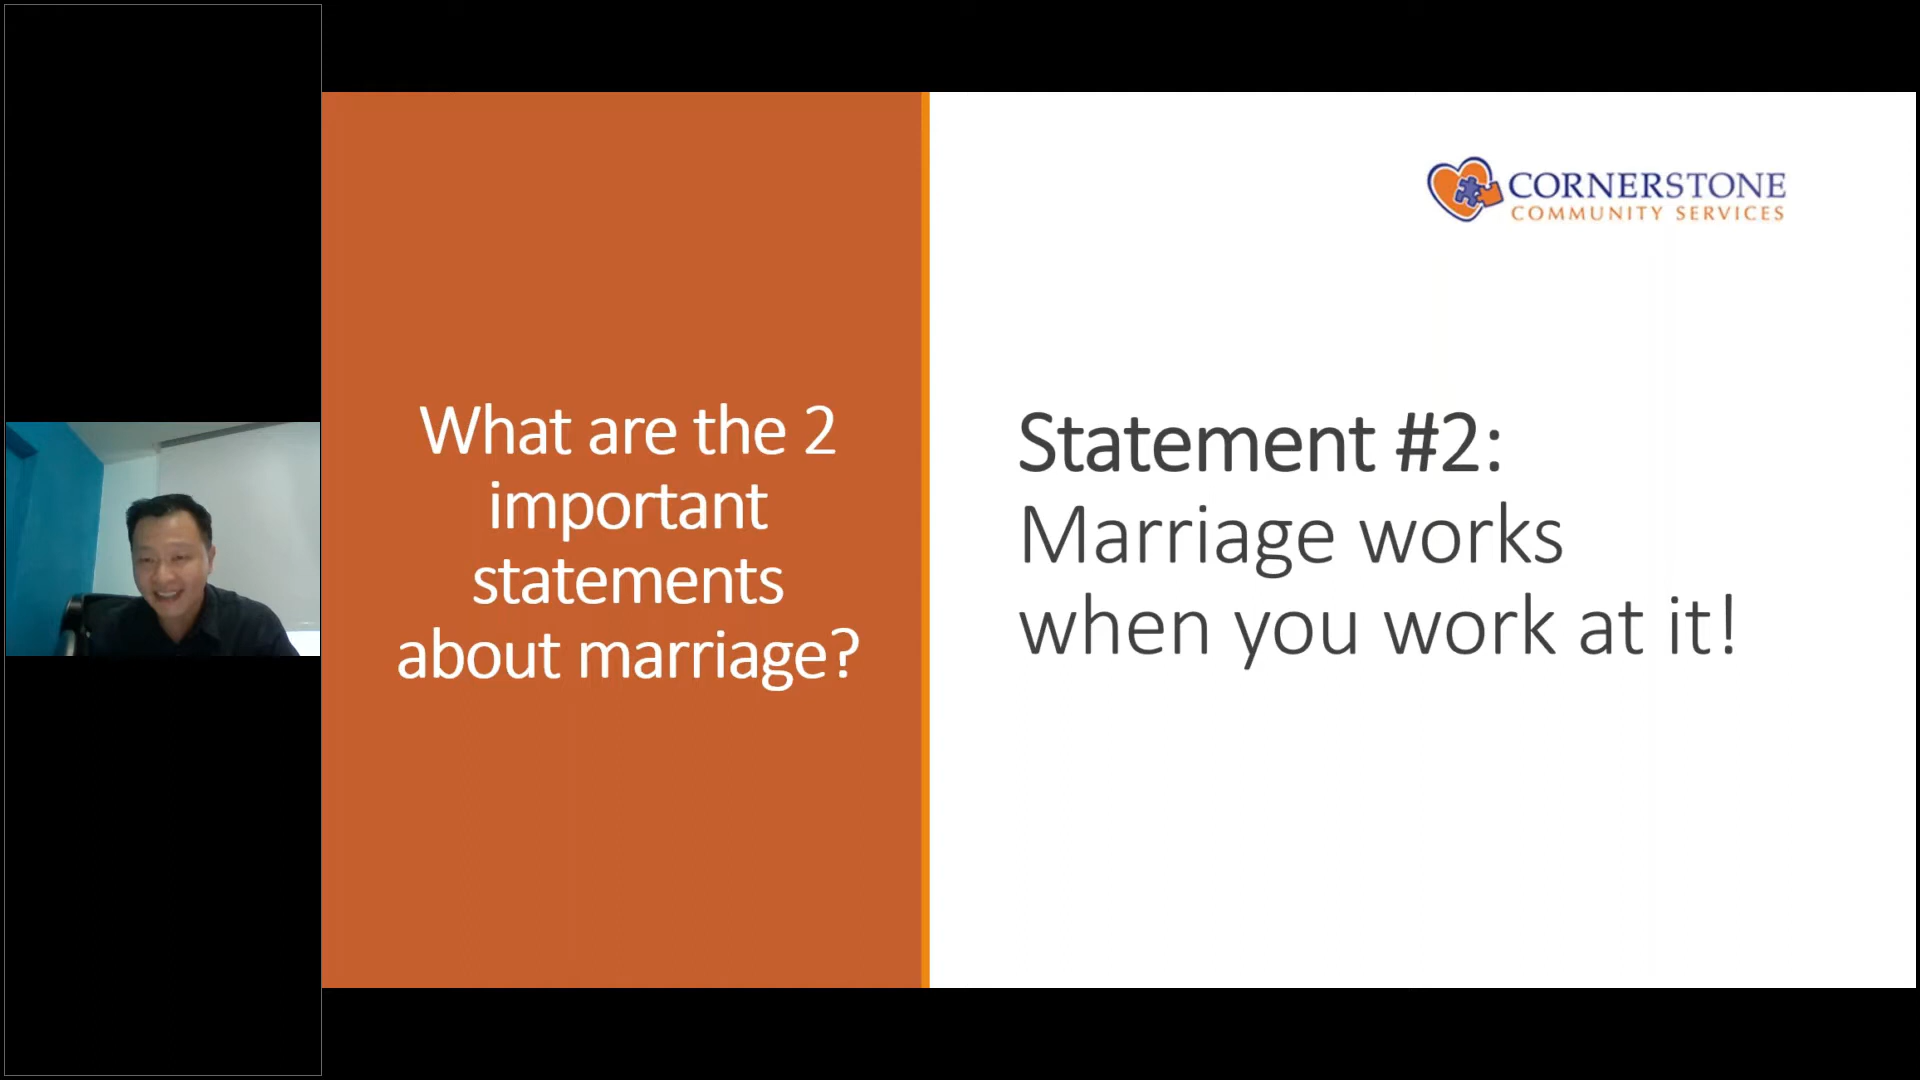 What are the 2
important
statements
about marriage?
CORNERSTONE
COMMUNITY SERVICES
Statement #2:
Marriage works
when you work at it!